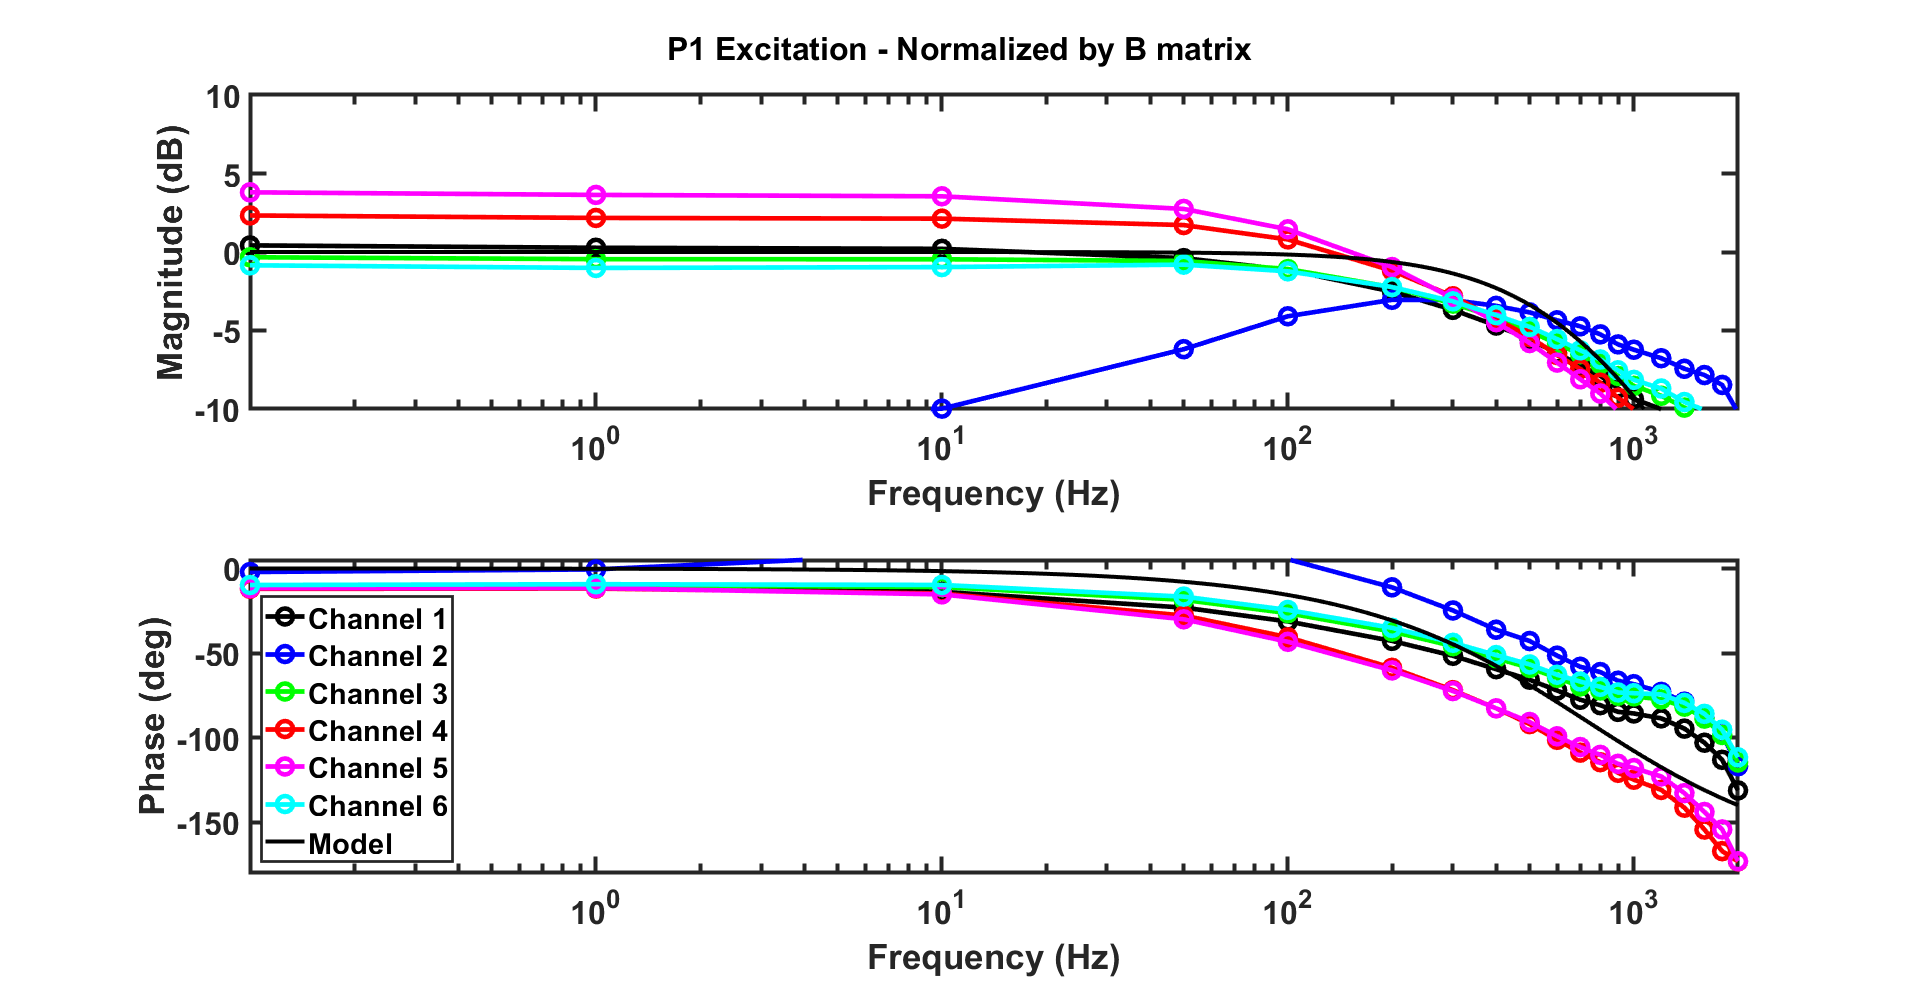 P1 Excitation - Normalized by B matrix
Magnitude (dB)
10
5
0
-5
-10
10^0
10^1
10^2
10^3
Frequency (Hz)
Phase (deg)
0
-50
-100
-150
Channel 1
Channel 2
Channel 3
Channel 4
Channel 5
Channel 6
Model
10^0
10^1
10^2
10^3
Frequency (Hz)